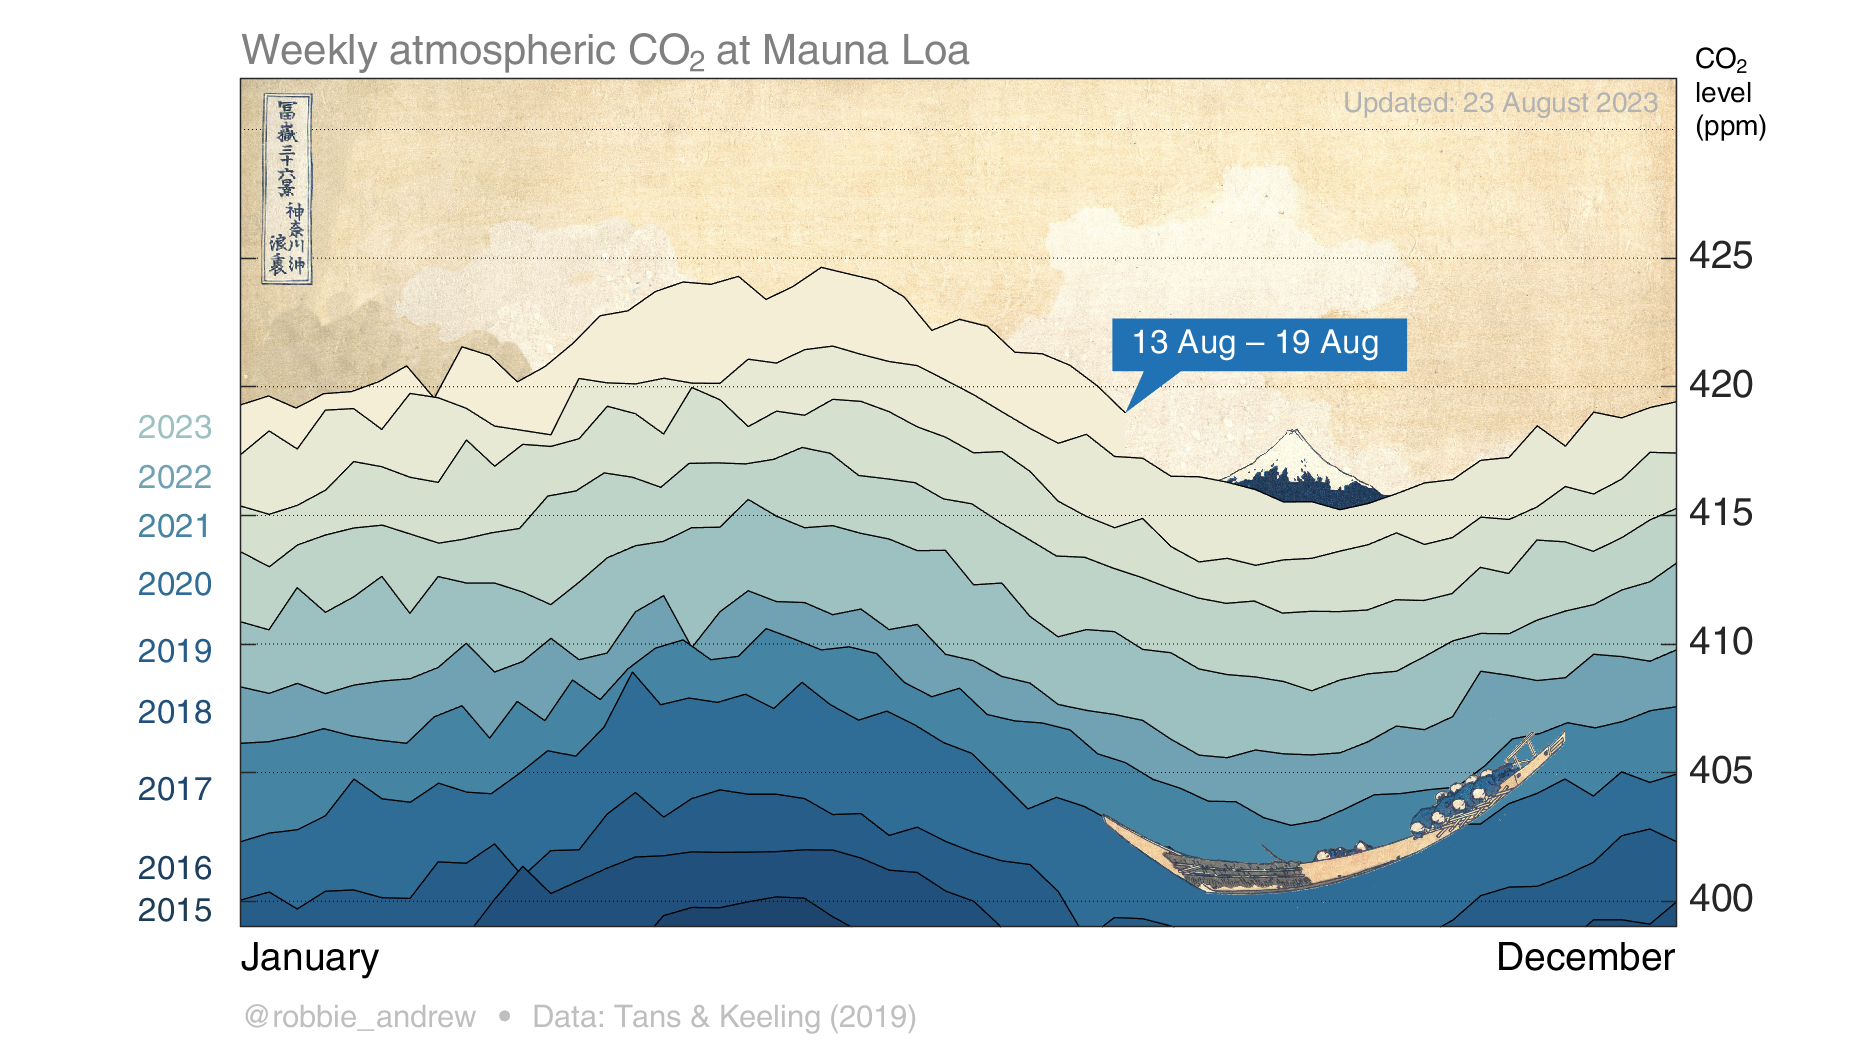 Weekly atmospheric CO₂ at Mauna Loa
CO₂
level
(ppm)
Updated: 23 August 2023
冨嶽三十六景
神奈川沖
浪裏
425
13 Aug – 19 Aug
420
2023
2022
415
2021
2020
410
2019
2018
405
2017
2016
400
2015
January
December
@robbie_andrew • Data: Tans & Keeling (2019)